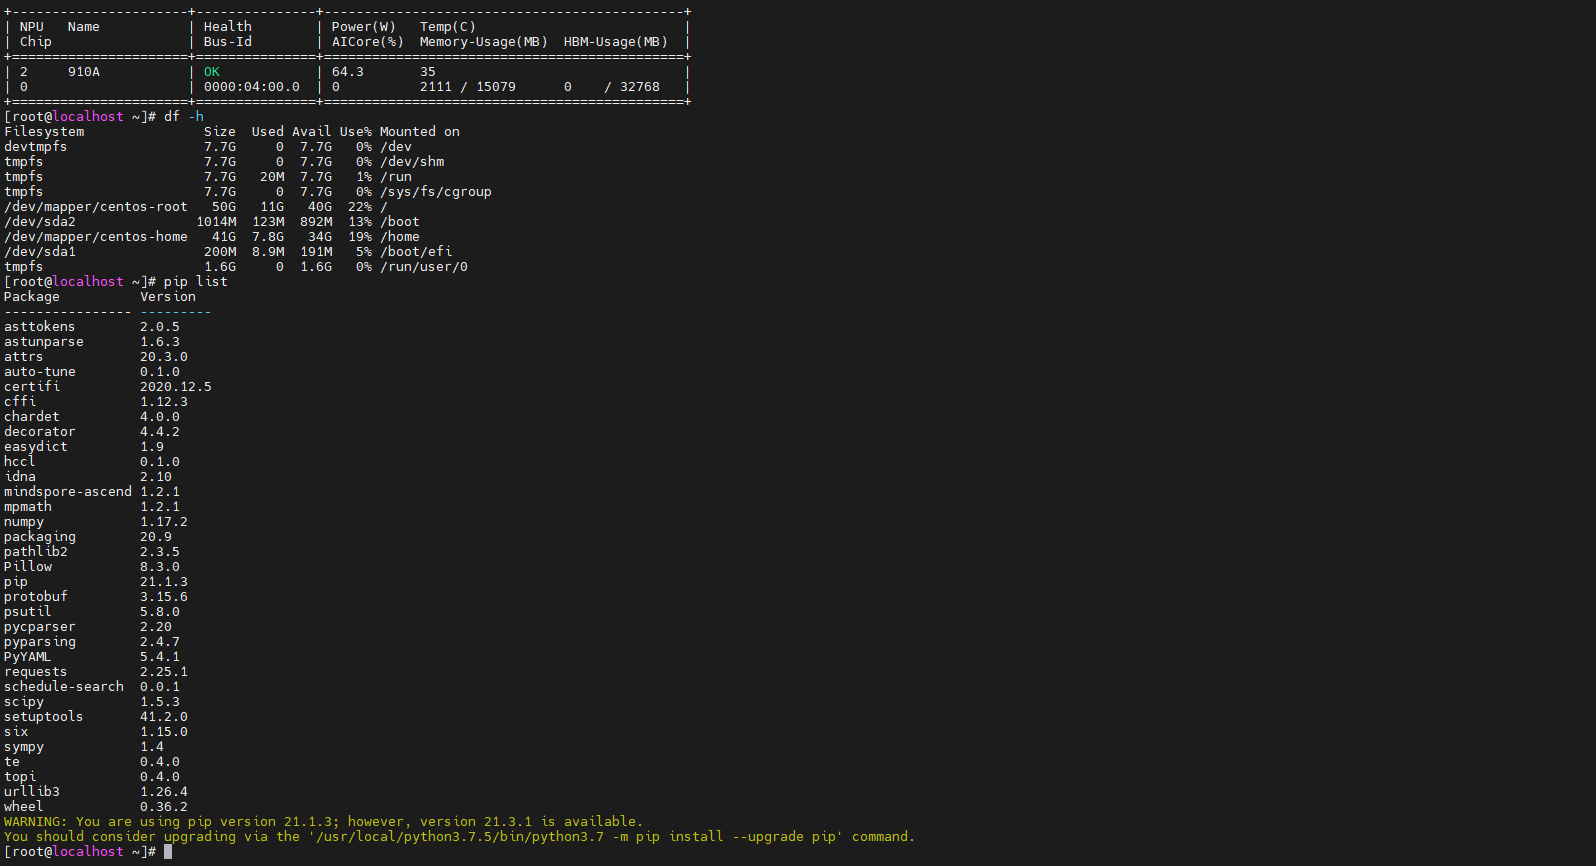 +----------------------+---------------+---------------------------------------------+
| NPU   Name           | Health        | Power(W)   Temp(C)                          |
| Chip                 | Bus-Id        | AICore(%)  Memory-Usage(MB)  HBM-Usage(MB)  |
+======================+===============+=============================================+
| 2     910A           | OK            | 64.3       35                               |
| 0                    | 0000:04:00.0  | 0          2111 / 15079      0    / 32768   |
+======================+===============+=============================================+
[root@localhost ~]# df -h
Filesystem               Size  Used Avail Use% Mounted on
devtmpfs                 7.7G     0  7.7G   0% /dev
tmpfs                    7.7G     0  7.7G   0% /dev/shm
tmpfs                    7.7G   20M  7.7G   1% /run
tmpfs                    7.7G     0  7.7G   0% /sys/fs/cgroup
/dev/mapper/centos-root   50G   11G   40G  22% /
/dev/sda2               1014M  123M  892M  13% /boot
/dev/mapper/centos-home   41G  7.8G   34G  19% /home
/dev/sda1                200M  8.9M  191M   5% /boot/efi
tmpfs                    1.6G     0  1.6G   0% /run/user/0
[root@localhost ~]# pip list
Package          Version
---------------- ---------
asttokens        2.0.5
astunparse       1.6.3
attrs            20.3.0
auto-tune        0.1.0
certifi          2020.12.5
cffi             1.12.3
chardet          4.0.0
decorator        4.4.2
easydict         1.9
hccl             0.1.0
idna             2.10
mindspore-ascend 1.2.1
mpmath           1.2.1
numpy            1.17.2
packaging        20.9
pathlib2         2.3.5
Pillow           8.3.0
pip              21.1.3
protobuf         3.15.6
psutil           5.8.0
pycparser        2.20
pyparsing        2.4.7
PyYAML           5.4.1
requests         2.25.1
schedule-search  0.0.1
scipy            1.5.3
setuptools       41.2.0
six              1.15.0
sympy            1.4
te               0.4.0
topi             0.4.0
urllib3          1.26.4
wheel            0.36.2
WARNING: You are using pip version 21.1.3; however, version 21.3.1 is available.
You should consider upgrading via the '/usr/local/python3.7.5/bin/python3.7 -m pip install --upgrade pip' command.
[root@localhost ~]#